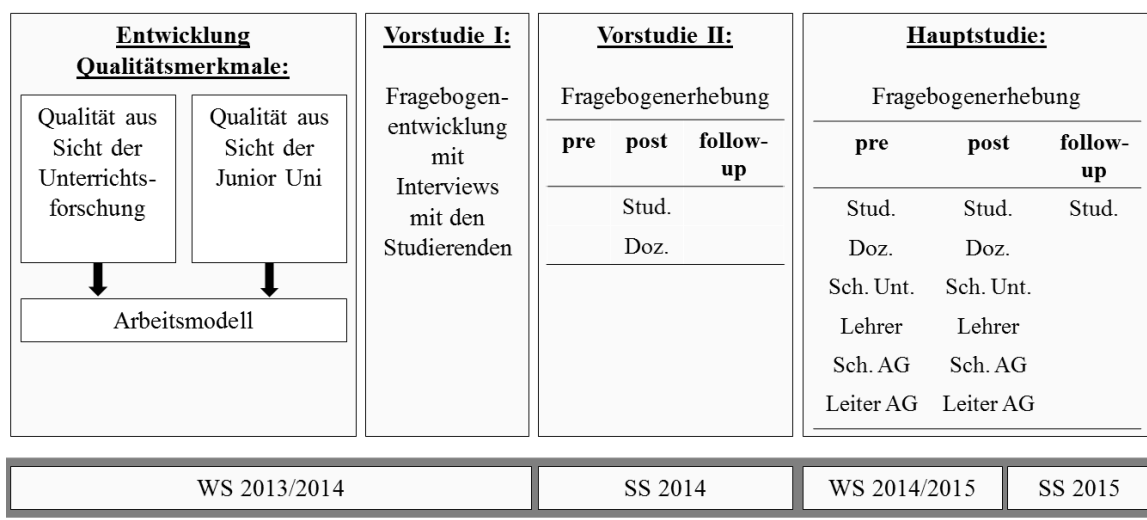 Entwicklung
Qualitätsmerkmale:
Qualität aus
Sicht der
Unterrichts-
forschung
Qualität aus
Sicht der
Junior Uni
Arbeitsmodell
Vorstudie I:
Fragebogen-
entwicklung
mit
Interviews
mit den
Studierenden
Vorstudie II:
Fragebogenerhebung
pre post follow-
up
Stud.
Doz.
Hauptstudie:
Fragebogenerhebung
pre post follow-
up
Stud. Stud. Stud.
Doz. Doz.
Sch. Unt. Sch. Unt.
Lehrer Lehrer
Sch. AG Sch. AG
Leiter AG Leiter AG
WS 2013/2014 SS 2014 WS 2014/2015 SS 2015